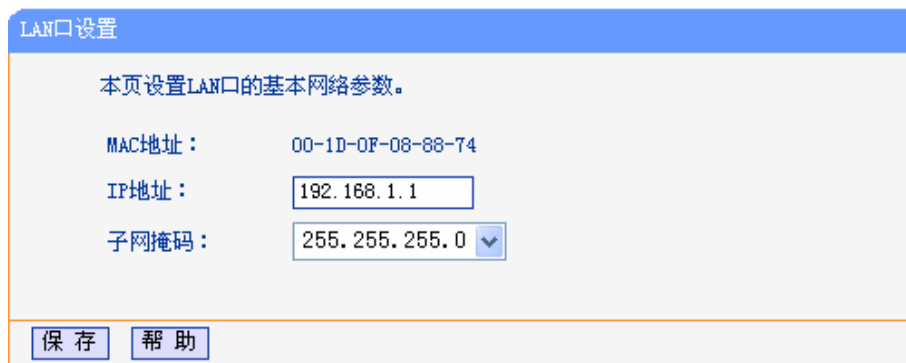 LAN口设置
本页设置LAN口的基本网络参数。
MAC地址： 00-1D-0F-08-88-74
IP地址： 192.168.1.1
子网掩码： 255.255.255.0
保 存 帮 助